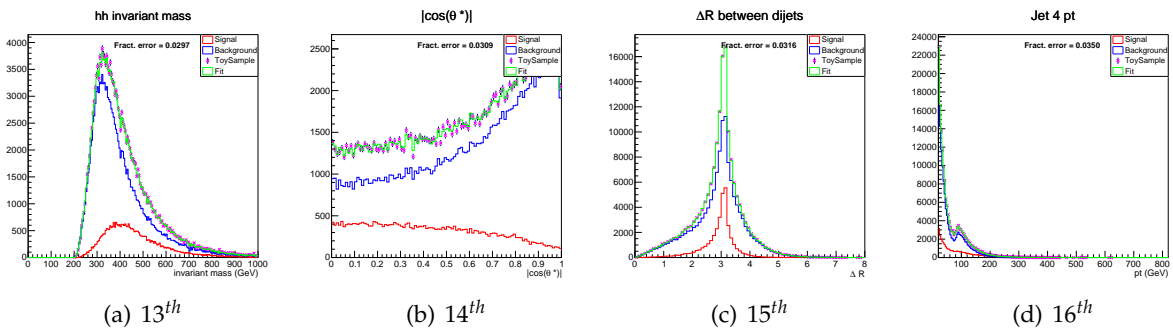 hh invariant mass
Fract. error = 0.0297
Signal
Background
ToySample
Fit
4000
3500
3000
2500
2000
1500
1000
500
0
0 100 200 300 400 500 600 700 800 900 1000
invariant mass (GeV)
(a) 13th
|cos(θ *)|
Fract. error = 0.0309
Signal
Background
ToySample
Fit
2500
2000
1500
1000
500
0
0 0.1 0.2 0.3 0.4 0.5 0.6 0.7 0.8 0.9 1
|cos(θ *)|
(b) 14th
ΔR between dijets
Fract. error = 0.0316
Signal
Background
ToySample
Fit
16000
14000
12000
10000
8000
6000
4000
2000
0
0 1 2 3 4 5 6 7 8
Δ R
(c) 15th
Jet 4 pt
Fract. error = 0.0350
Signal
Background
ToySample
Fit
24000
22000
20000
18000
16000
14000
12000
10000
8000
6000
4000
2000
0
100 200 300 400 500 600 700 800
pt (GeV)
(d) 16th